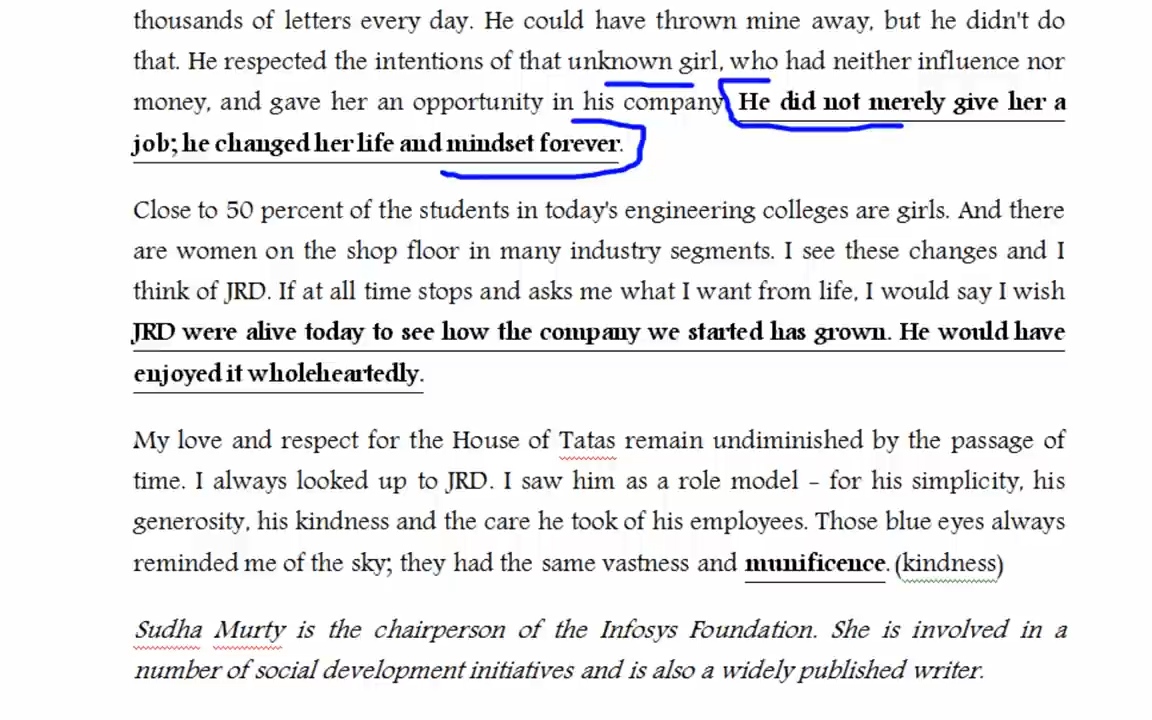 thousands of letters every day. He could have thrown mine away, but he didn't do
that. He respected the intentions of that unknown girl, who had neither influence nor
money, and gave her an opportunity in his company He did not merely give her a
job; he changed her life and mindset forever.
Close to 50 percent of the students in today's engineering colleges are girls. And there
are women on the shop floor in many industry segments. I see these changes and I
think of JRD. If at all time stops and asks me what I want from life, I would say I wish
JRD were alive today to see how the company we started has grown. He would have
enjoyed it wholeheartedly.
My love and respect for the House of Tatas remain undiminished by the passage of
time. I always looked up to JRD. I saw him as a role model – for his simplicity, his
generosity, his kindness and the care he took of his employees. Those blue eyes always
reminded me of the sky; they had the same vastness and munificence. (kindness)
Sudha Murty is the chairperson of the Infosys Foundation. She is involved in a
number of social development initiatives and is also a widely published writer.